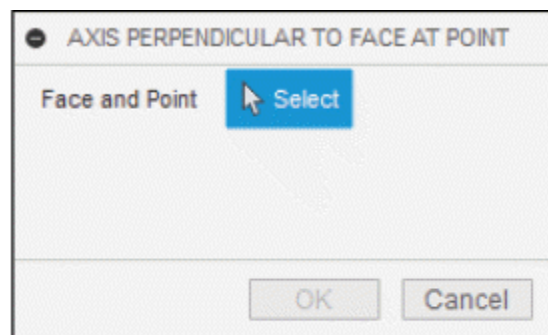 AXIS PERPENDICULAR TO FACE AT POINT
Face and Point Select
OK Cancel